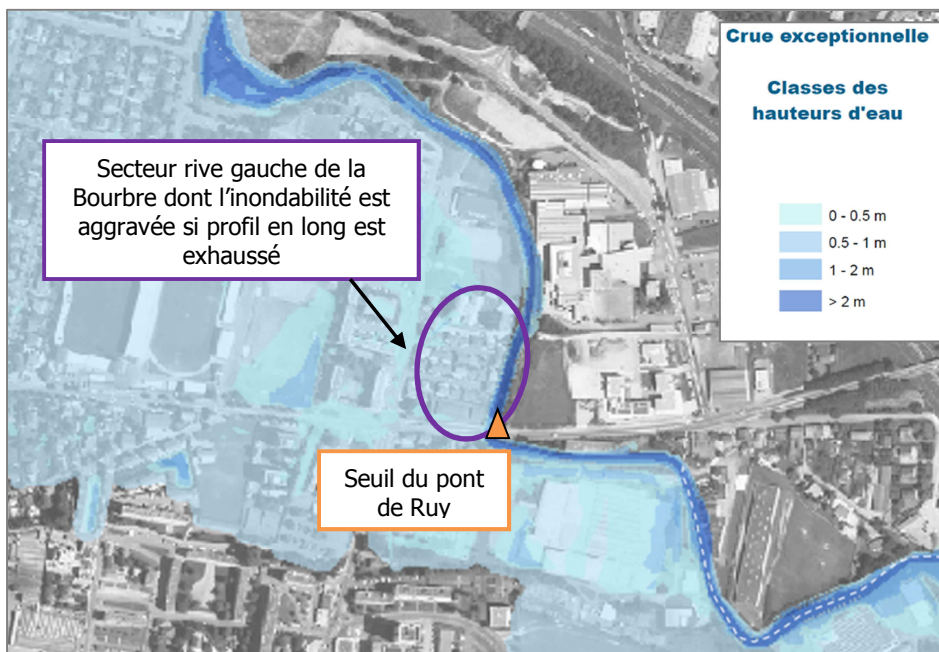 Crue exceptionnelle
Classes des
hauteurs d'eau
0 - 0.5 m
0.5 - 1 m
1 - 2 m
> 2 m
Secteur rive gauche de la
Bourbre dont l’inondabilité est
aggravée si profil en long est
exhaussé
Seuil du pont
de Ruy